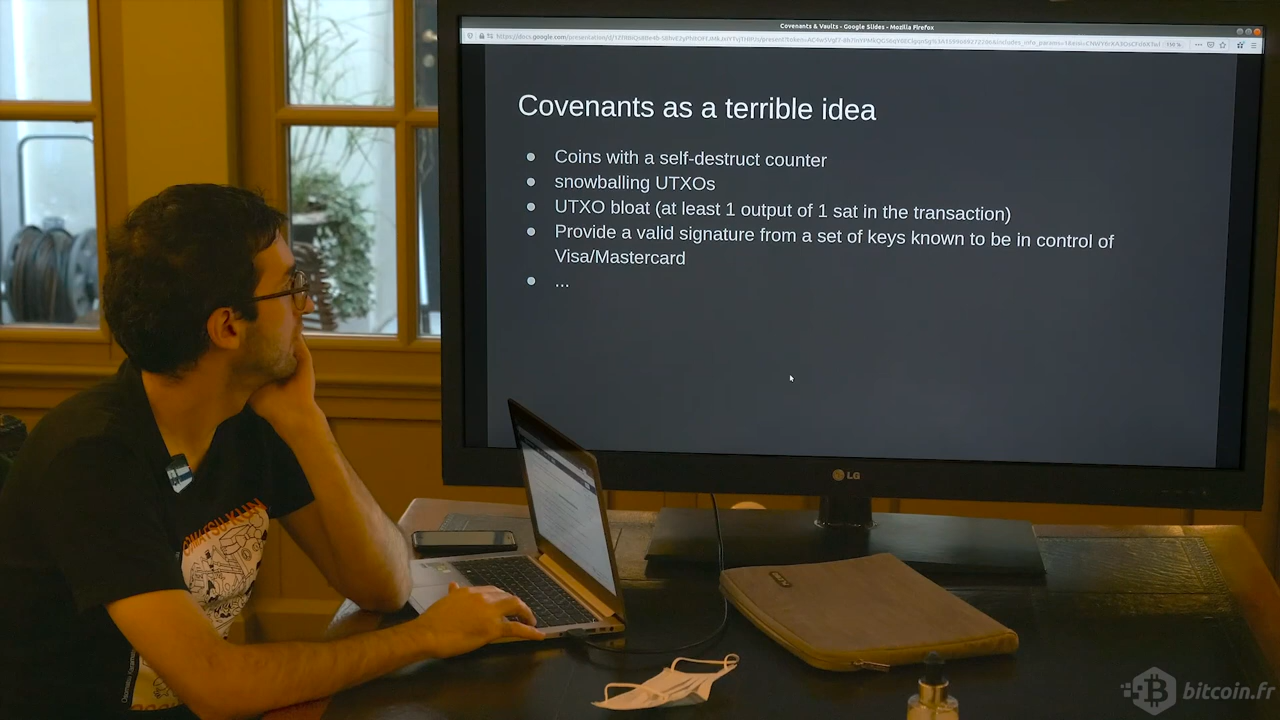 Covenants & Vaults - Google Slides - Mozilla Firefox
Covenants as a terrible idea
Coins with a self-destruct counter
snowballing UTXOs
UTXO bloat (at least 1 output of 1 sat in the transaction)
Provide a valid signature from a set of keys known to be in control of
Visa/Mastercard
...
LG
bitcoin.fr